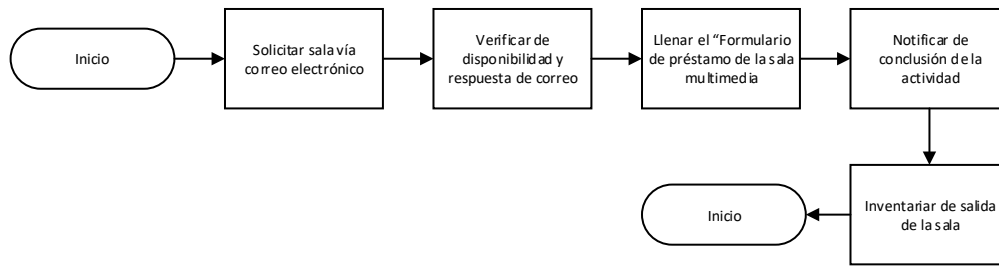 Inicio
Solicitar sala vía
correo electrónico
Verificar de
disponibilidad y
respuesta de correo
Llenar el “Formulario
de préstamo de la sala
multimedia
Notificar de
conclusión de la
actividad
Inventariar de salida
de la sala
Inicio